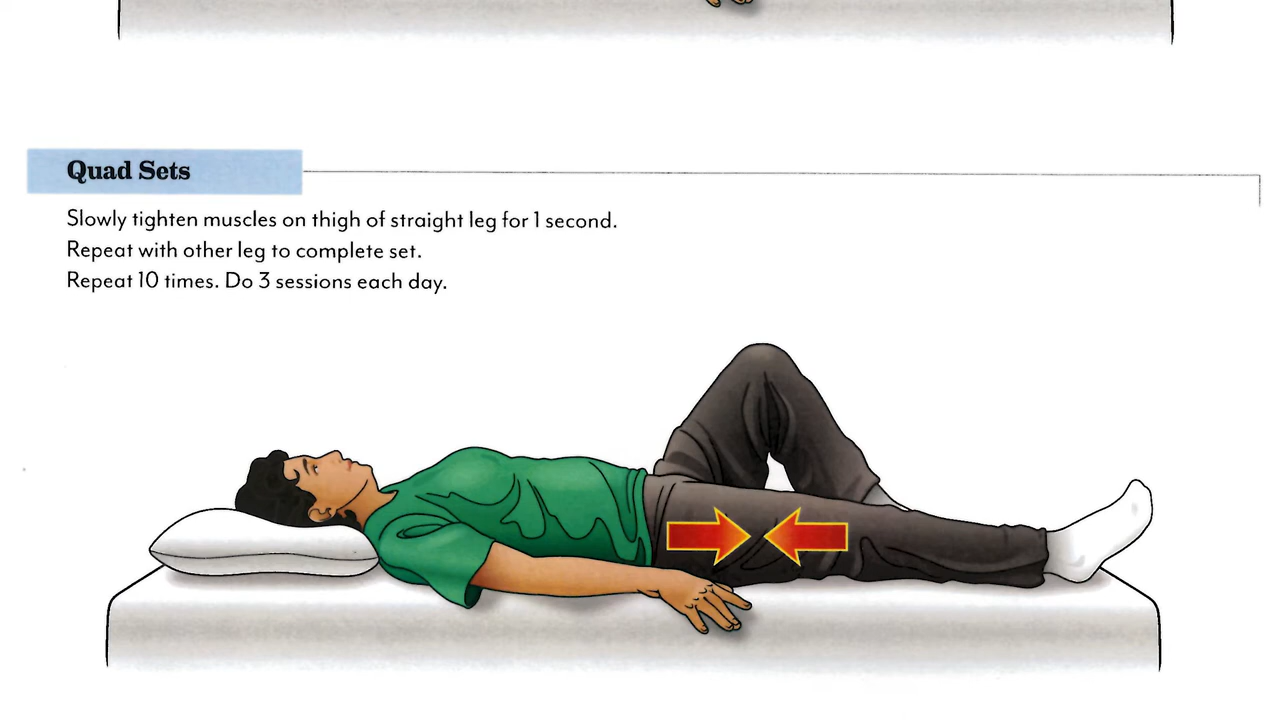 Quad Sets
Slowly tighten muscles on thigh of straight leg for 1 second.
Repeat with other leg to complete set.
Repeat 10 times. Do 3 sessions each day.